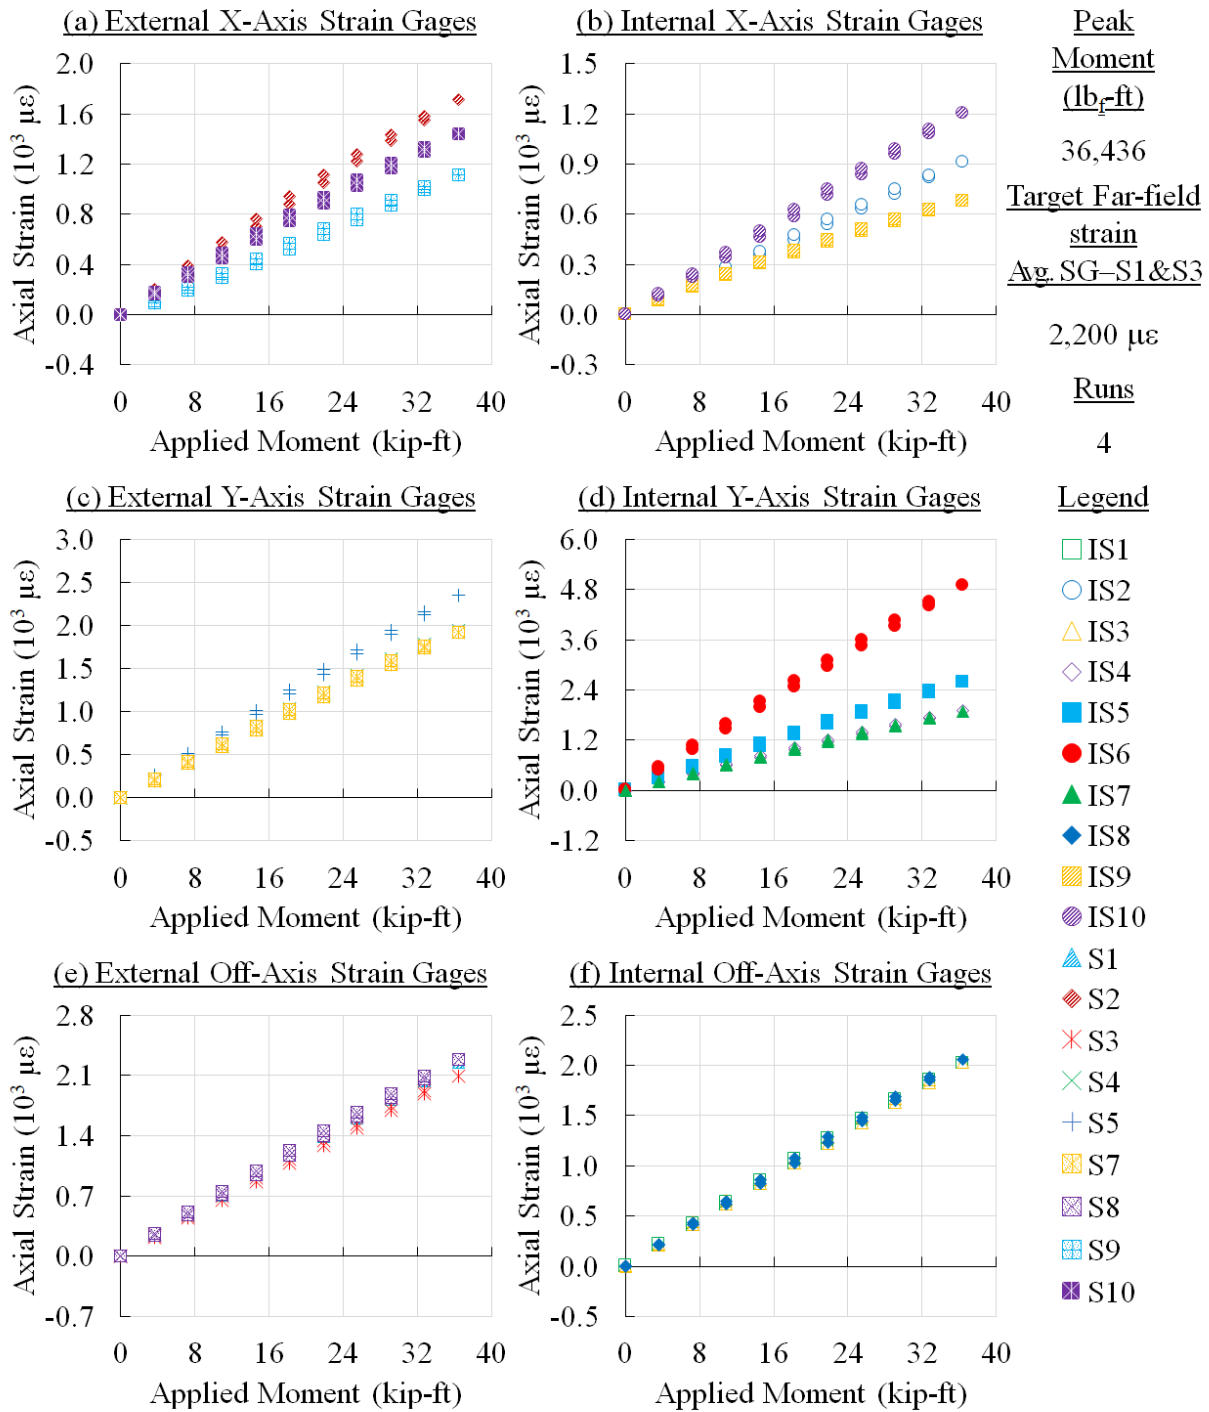 (a) External X-Axis Strain Gages
2.0
1.6
1.2
0.8
0.4
0.0
-0.4
Axial Strain (10³ με)
0 8 16 24 32 40
Applied Moment (kip-ft)
(b) Internal X-Axis Strain Gages
1.5
1.2
0.9
0.6
0.3
0.0
-0.3
Axial Strain (10³ με)
0 8 16 24 32 40
Applied Moment (kip-ft)
Peak
Moment
(lbf-ft)
36,436
Target Far-field
strain
Avg. SG–S1&S3
2,200 με
Runs
4
(c) External Y-Axis Strain Gages
3.0
2.5
2.0
1.5
1.0
0.5
0.0
-0.5
Axial Strain (10³ με)
0 8 16 24 32 40
Applied Moment (kip-ft)
(d) Internal Y-Axis Strain Gages
6.0
4.8
3.6
2.4
1.2
0.0
-1.2
Axial Strain (10³ με)
0 8 16 24 32 40
Applied Moment (kip-ft)
(e) External Off-Axis Strain Gages
2.8
2.1
1.4
0.7
0.0
-0.7
Axial Strain (10³ με)
0 8 16 24 32 40
Applied Moment (kip-ft)
(f) Internal Off-Axis Strain Gages
2.5
2.0
1.5
1.0
0.5
0.0
-0.5
Axial Strain (10³ με)
0 8 16 24 32 40
Applied Moment (kip-ft)
Legend
IS1
IS2
IS3
IS4
IS5
IS6
IS7
IS8
IS9
IS10
S1
S2
S3
S4
S5
S7
S8
S9
S10